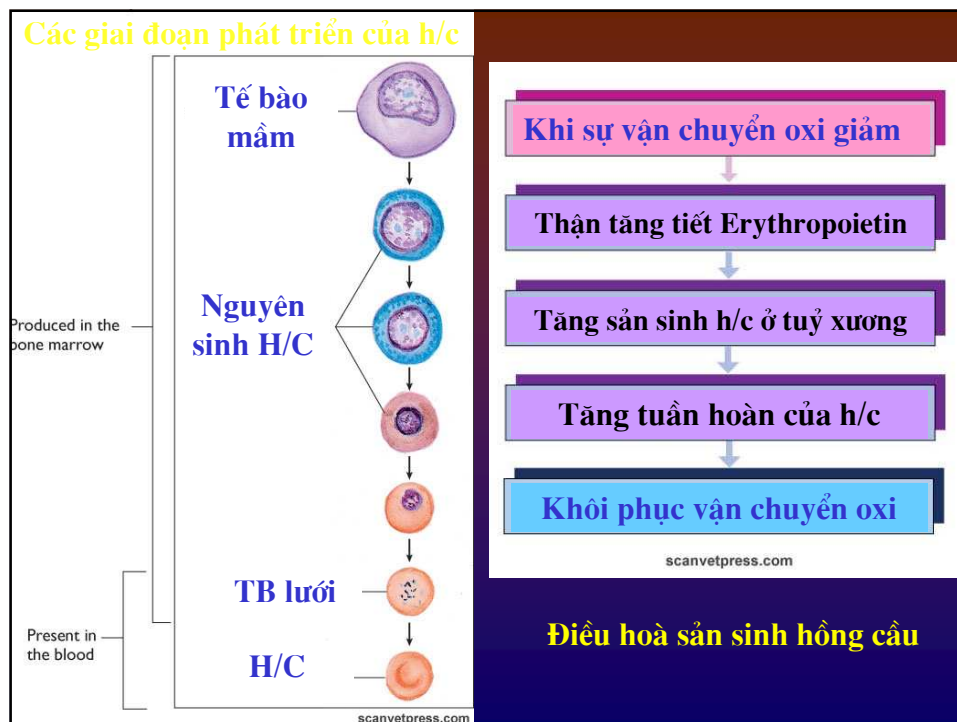 Các giai đoạn phát triển của h/c
Tế bào
mầm
Nguyên
sinh H/C
Produced in the
bone marrow
TB lưới
Present in
the blood
H/C
scanvetpress.com
Khi sự vận chuyển oxi giảm
Thận tăng tiết Erythropoietin
Tăng sản sinh h/c ở tuỷ xương
Tăng tuần hoàn của h/c
Khôi phục vận chuyển oxi
scanvetpress.com
Điều hoà sản sinh hồng cầu